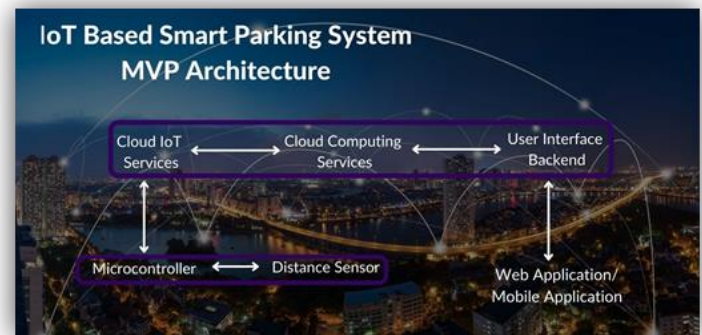 IoT Based Smart Parking System
MVP Architecture
Cloud IoT
Services
Cloud Computing
Services
User Interface
Backend
Microcontroller
Distance Sensor
Web Application/
Mobile Application